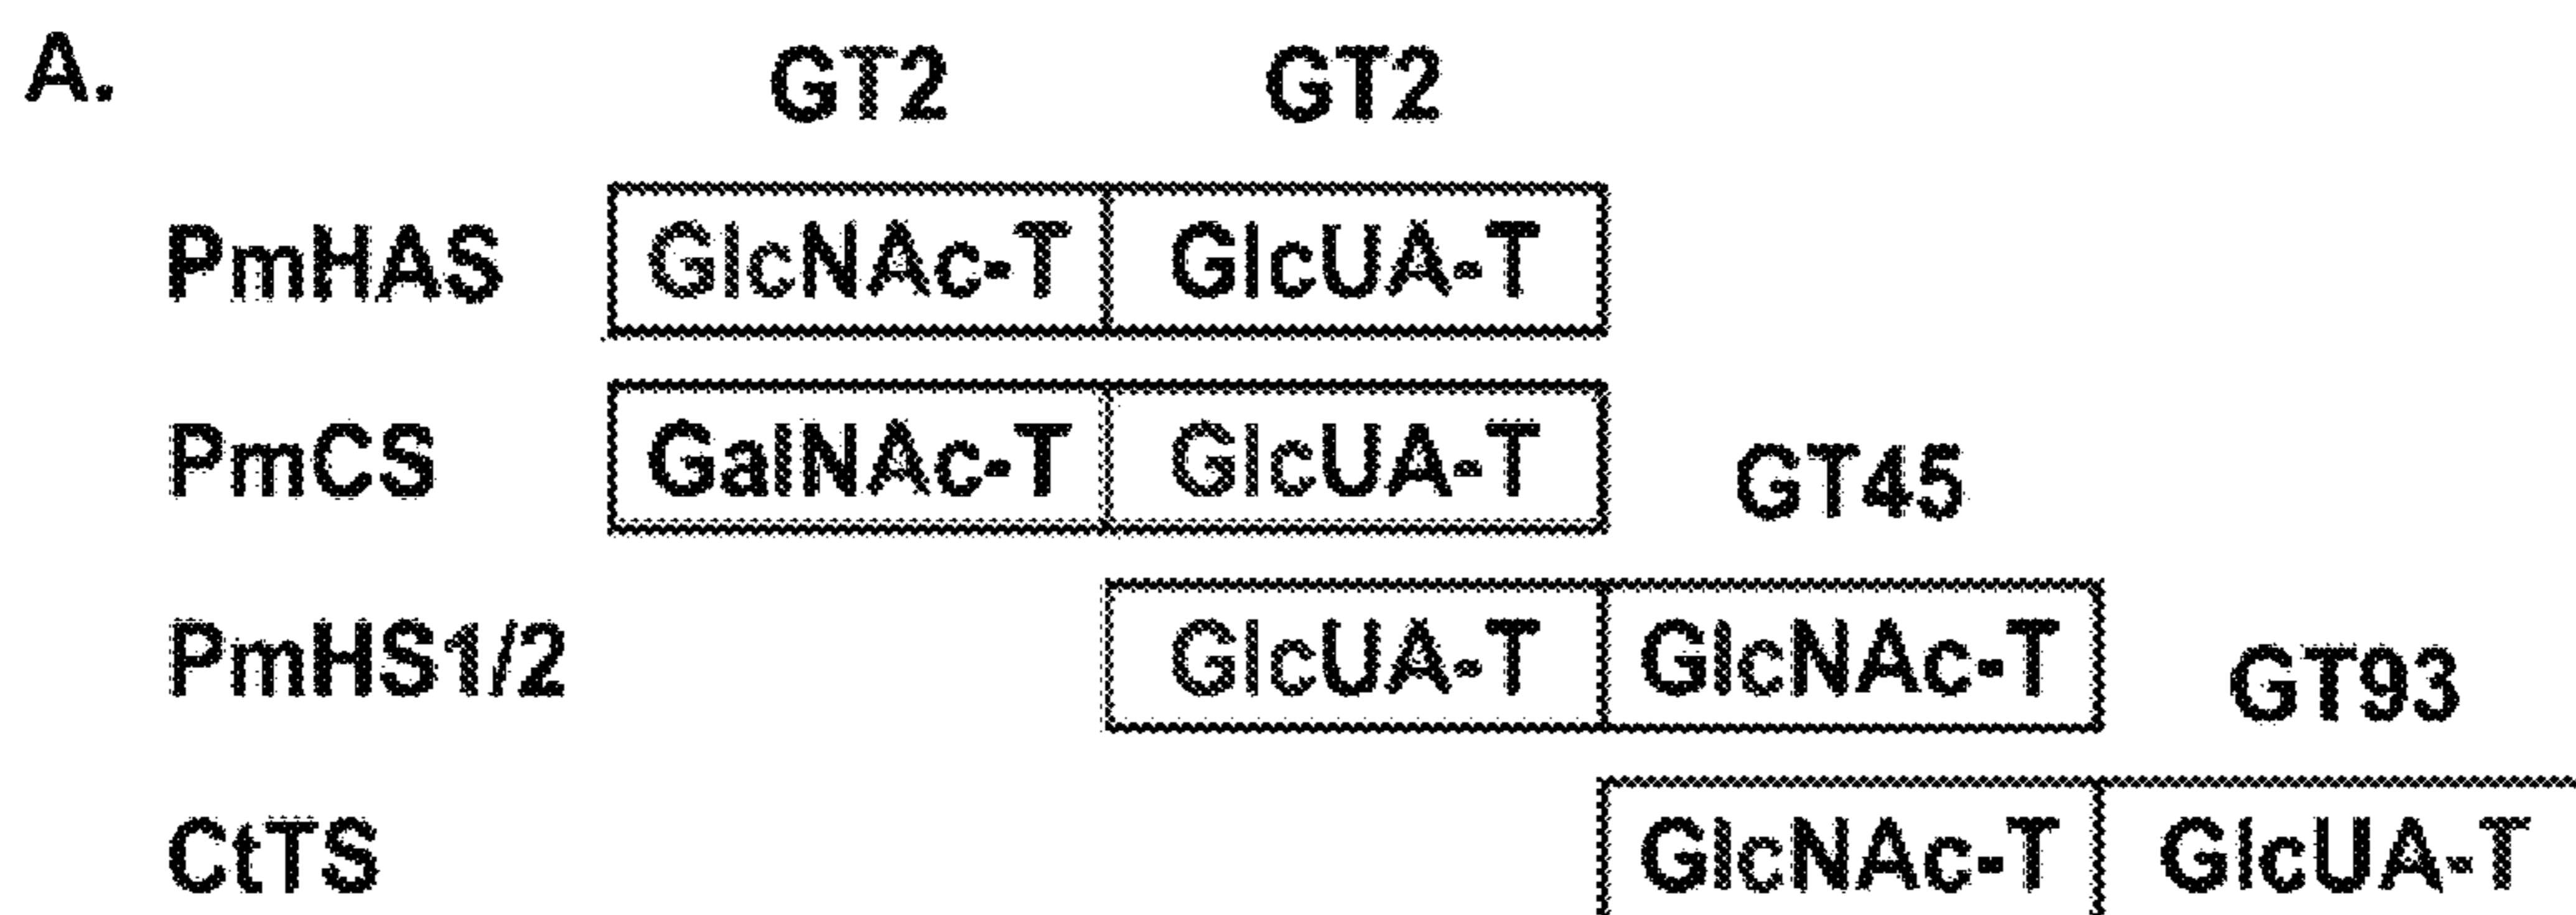 A. GT2 GT2
PmHAS GlcNAc-T GlcUA-T
PmCS GalNAc-T GlcUA-T GT45
PmHS1/2 GlcUA-T GlcNAc-T GT93
CtTS GlcNAc-T GlcUA-T